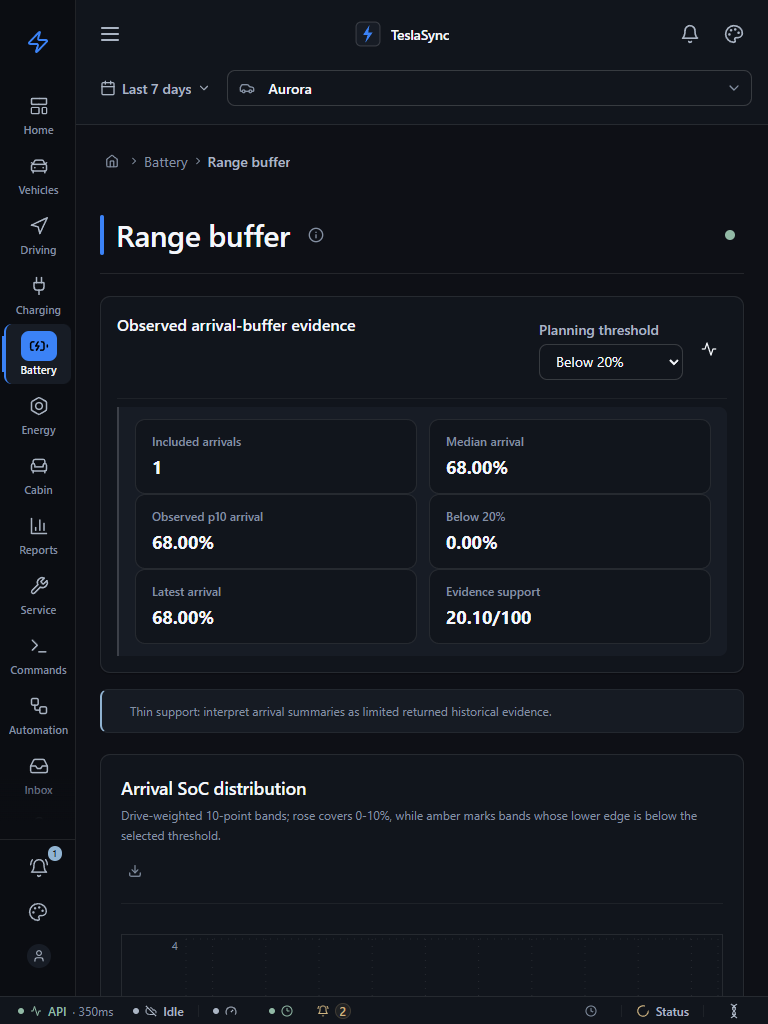 TeslaSync
Last 7 days
Aurora
Home
Vehicles
Driving
Charging
Battery
Energy
Cabin
Reports
Service
Commands
Automation
Inbox
1
Battery
Range buffer
Range buffer
Observed arrival-buffer evidence
Planning threshold
Below 20%
Included arrivals
1
Median arrival
68.00%
Observed p10 arrival
68.00%
Below 20%
0.00%
Latest arrival
68.00%
Evidence support
20.10/100
Thin support: interpret arrival summaries as limited returned historical evidence.
Arrival SoC distribution
Drive-weighted 10-point bands; rose covers 0-10%, while amber marks bands whose lower edge is below the
selected threshold.
4
API · 350ms
Idle
2
Status